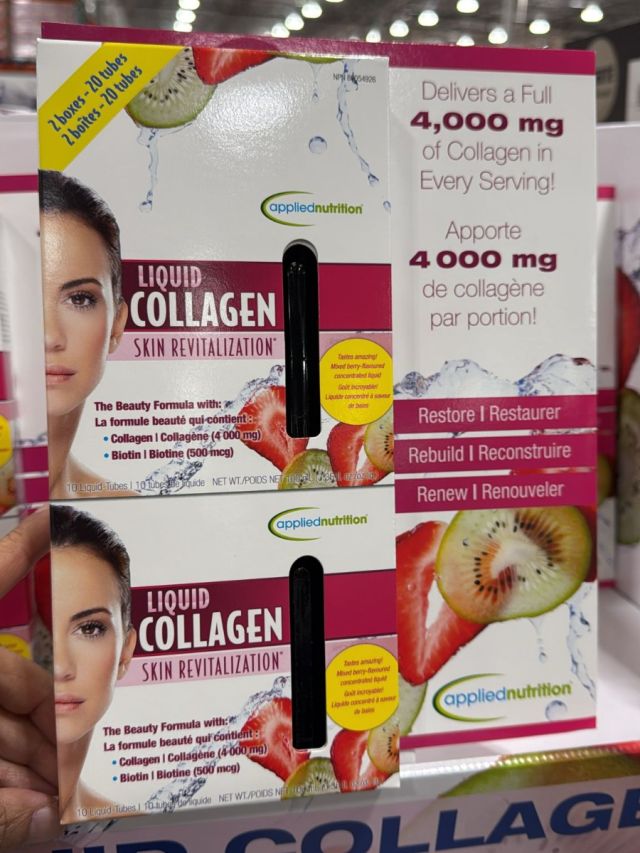 2 boxes - 20 tubes
2 boîtes - 20 tubes
appliednutrition
LIQUID
COLLAGEN
SKIN REVITALIZATION
Tastes amazing!
Mixed berry-flavoured
concentrated liquid
Goût incroyable!
Liquide concentré à saveur
de baies
The Beauty Formula with:
La formule beauté qui contient:
• Collagen | Collagène (4 000 mg)
• Biotin | Biotine (500 mcg)
10 Liquid Tubes | 10 tubes de liquide NET WT./POIDS NET
appliednutrition
LIQUID
COLLAGEN
SKIN REVITALIZATION
Tastes amazing!
Mixed berry-flavoured
concentrated liquid
Goût incroyable!
Liquide concentré à saveur
de baies
The Beauty Formula with:
La formule beauté qui contient:
• Collagen | Collagène (4 000 mg)
• Biotin | Biotine (500 mcg)
10 Liquid Tubes | 10 tubes de liquide NET WT./POIDS NET
Delivers a Full
4,000 mg
of Collagen in
Every Serving!
Apporte
4 000 mg
de collagène
par portion!
Restore | Restaurer
Rebuild | Reconstruire
Renew | Renouveler
appliednutrition
COLLAGE